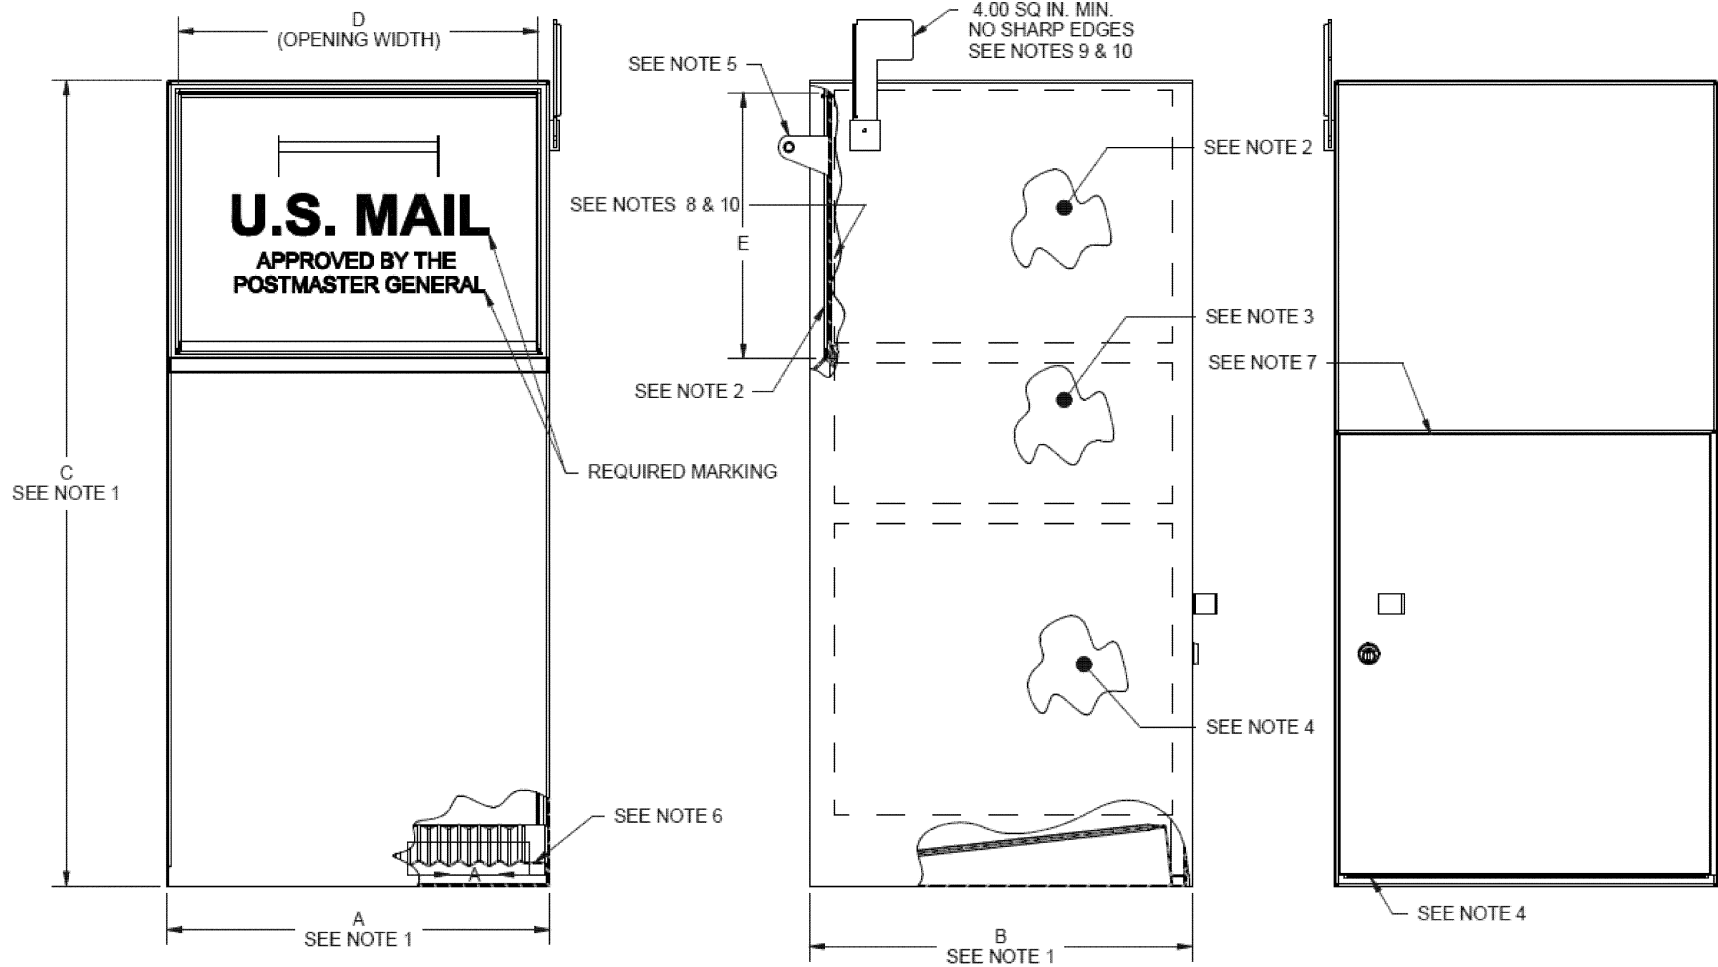 D
(OPENING WIDTH)
4.00 SQ IN. MIN.
NO SHARP EDGES
SEE NOTES 9 & 10
SEE NOTE 5
SEE NOTE 2
U.S. MAIL
APPROVED BY THE
POSTMASTER GENERAL
SEE NOTES 8 & 10
E
SEE NOTE 3
SEE NOTE 7
SEE NOTE 2
REQUIRED MARKING
C
SEE NOTE 1
SEE NOTE 4
SEE NOTE 6
A
SEE NOTE 4
A
SEE NOTE 1
B
SEE NOTE 1